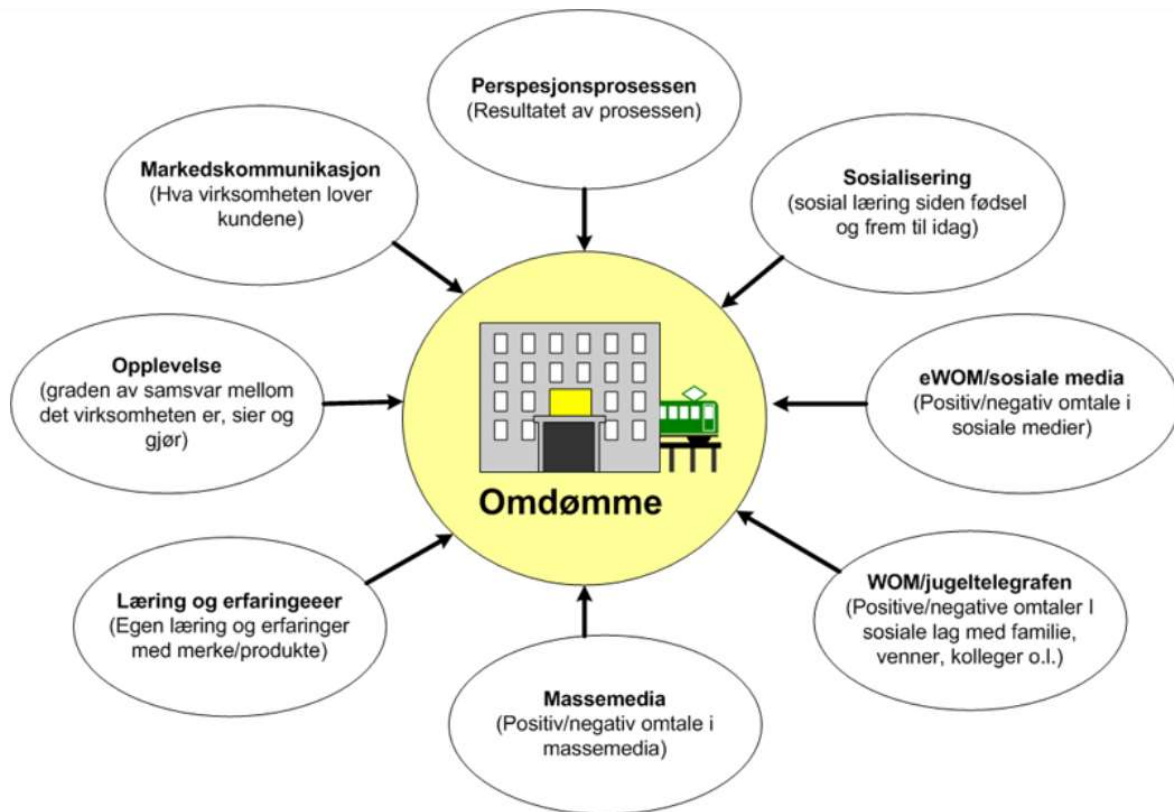 Perspesjonsprosessen
(Resultatet av prosessen)
Markedskommunikasjon
(Hva virksomheten lover
kundene)
Sosialisering
(sosial læring siden fødsel
og frem til idag)
Opplevelse
(graden av samsvar mellom
det virksomheten er, sier og
gjør)
eWOM/sosiale media
(Positiv/negativ omtale i
sosiale medier)
Omdømme
Læring og erfaringeeer
(Egen læring og erfaringer
med merke/produkte)
WOM/jugeltelegrafen
(Positive/negative omtaler I
sosiale lag med familie,
venner, kolleger o.l.)
Massemedia
(Positiv/negativ omtale i
massemedia)